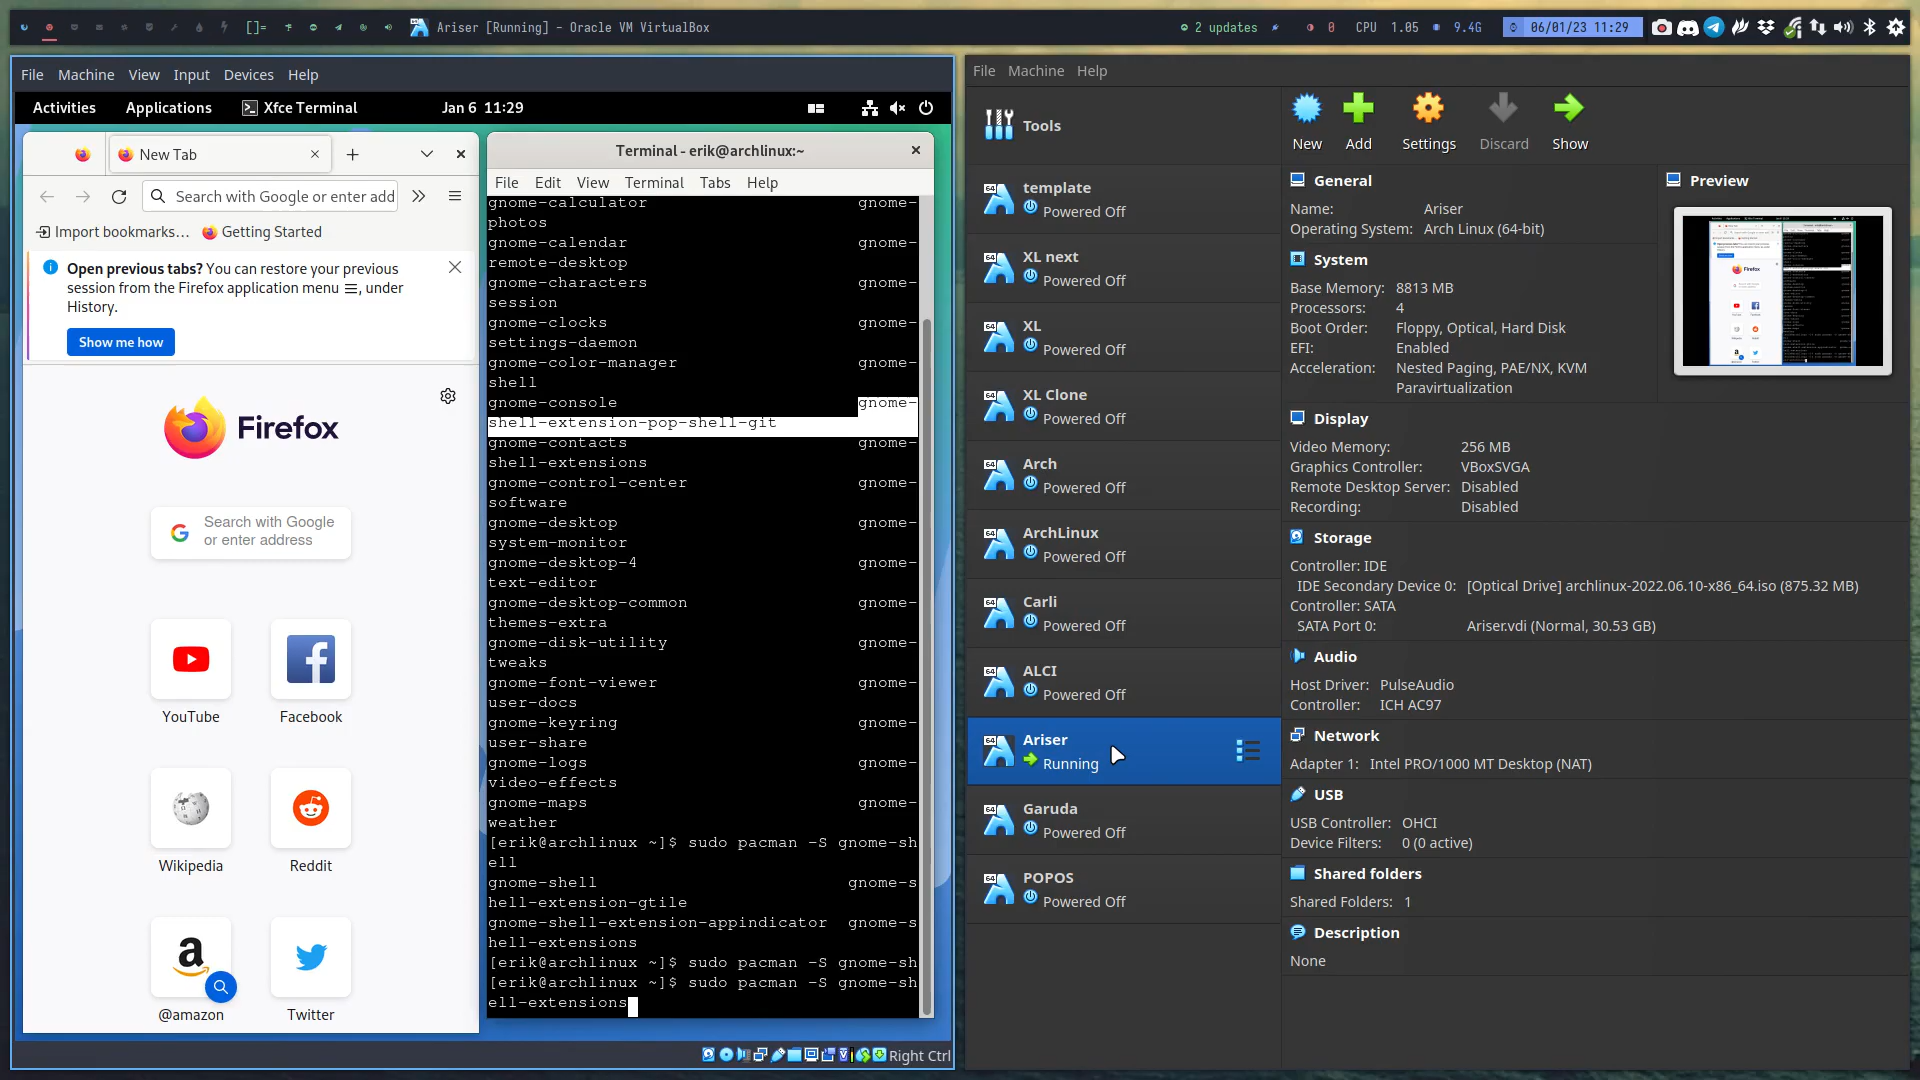 []=
Ariser [Running] - Oracle VM VirtualBox
2 updates
0
CPU 1.05
9.4G
06/01/23 11:29
File Machine View Input Devices Help
Activities Applications Xfce Terminal Jan 6 11:29
New Tab
Search with Google or enter add
Import bookmarks… Getting Started
Open previous tabs? You can restore your previous
session from the Firefox application menu ☰, under
History.
Show me how
Firefox
Search with Google
or enter address
YouTube
Facebook
Wikipedia
Reddit
@amazon
Twitter
Terminal - erik@archlinux:~
File Edit View Terminal Tabs Help
gnome-calculator gnome-
photos
gnome-calendar gnome-
remote-desktop
gnome-characters gnome-
session
gnome-clocks gnome-
settings-daemon
gnome-color-manager gnome-
shell
gnome-console gnome-
shell-extension-pop-shell-git
gnome-contacts gnome-
shell-extensions
gnome-control-center gnome-
software
gnome-desktop gnome-
system-monitor
gnome-desktop-4 gnome-
text-editor
gnome-desktop-common gnome-
themes-extra
gnome-disk-utility gnome-
tweaks
gnome-font-viewer gnome-
user-docs
gnome-keyring gnome-
user-share
gnome-logs gnome-
video-effects
gnome-maps gnome-
weather
[erik@archlinux ~]$ sudo pacman -S gnome-sh
ell
gnome-shell gnome-s
hell-extension-gtile
gnome-shell-extension-appindicator gnome-s
hell-extensions
[erik@archlinux ~]$ sudo pacman -S gnome-sh
[erik@archlinux ~]$ sudo pacman -S gnome-sh
ell-extensions
Right Ctrl
File Machine Help
Tools
64
template
Powered Off
64
XL next
Powered Off
64
XL
Powered Off
64
XL Clone
Powered Off
64
Arch
Powered Off
64
ArchLinux
Powered Off
64
Carli
Powered Off
64
ALCI
Powered Off
64
Ariser
Running
64
Garuda
Powered Off
64
POPOS
Powered Off
New Add Settings Discard Show
General
Name: Ariser
Operating System: Arch Linux (64-bit)
System
Base Memory: 8813 MB
Processors: 4
Boot Order: Floppy, Optical, Hard Disk
EFI: Enabled
Acceleration: Nested Paging, PAE/NX, KVM
Paravirtualization
Preview
Display
Video Memory: 256 MB
Graphics Controller: VBoxSVGA
Remote Desktop Server: Disabled
Recording: Disabled
Storage
Controller: IDE
IDE Secondary Device 0: [Optical Drive] archlinux-2022.06.10-x86_64.iso (875.32 MB)
Controller: SATA
SATA Port 0: Ariser.vdi (Normal, 30.53 GB)
Audio
Host Driver: PulseAudio
Controller: ICH AC97
Network
Adapter 1: Intel PRO/1000 MT Desktop (NAT)
USB
USB Controller: OHCI
Device Filters: 0 (0 active)
Shared folders
Shared Folders: 1
Description
None